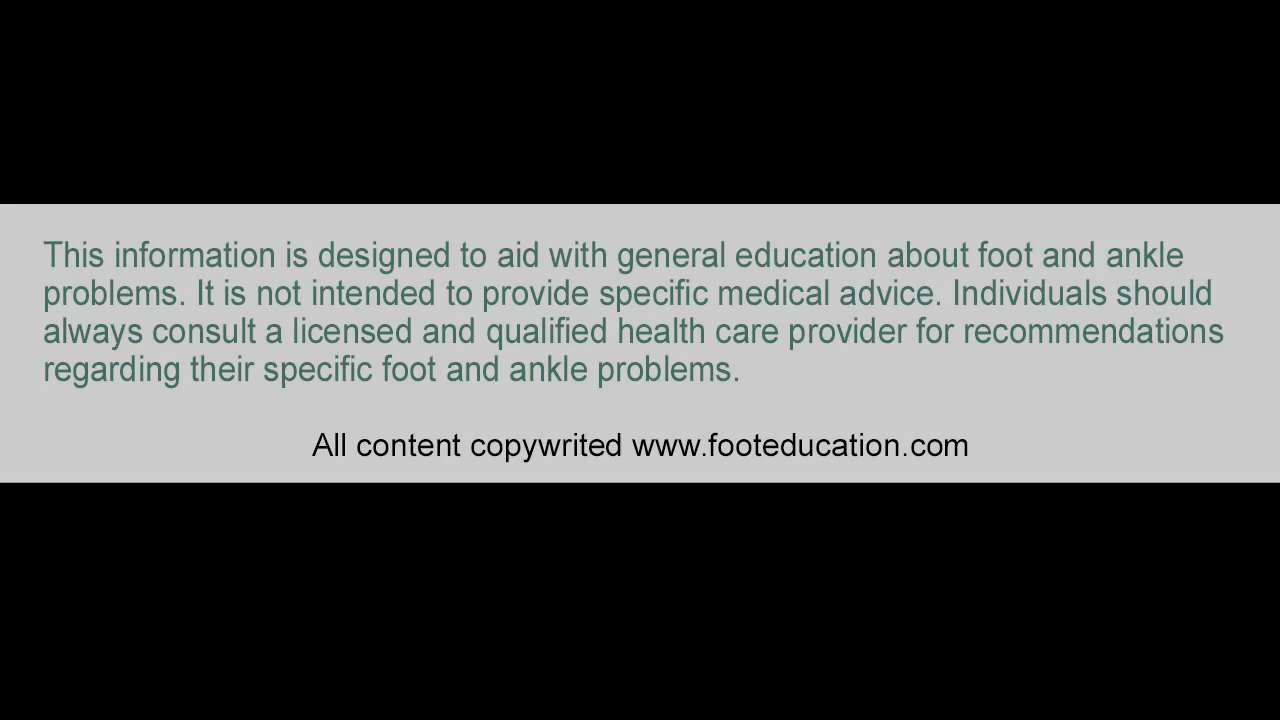 This information is designed to aid with general education about foot and ankle
problems. It is not intended to provide specific medical advice. Individuals should
always consult a licensed and qualified health care provider for recommendations
regarding their specific foot and ankle problems.
All content copywrited www.footeducation.com